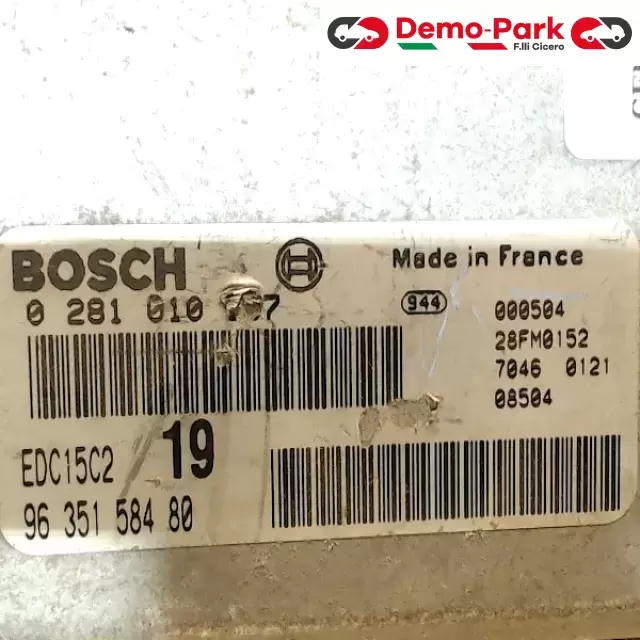 Demo-Park
F.lli Cicero
BOSCH
Made in France
0 281 010
944
000504
28FM0152
7046 0121
08504
19
EDC15C2
96 351 584 80